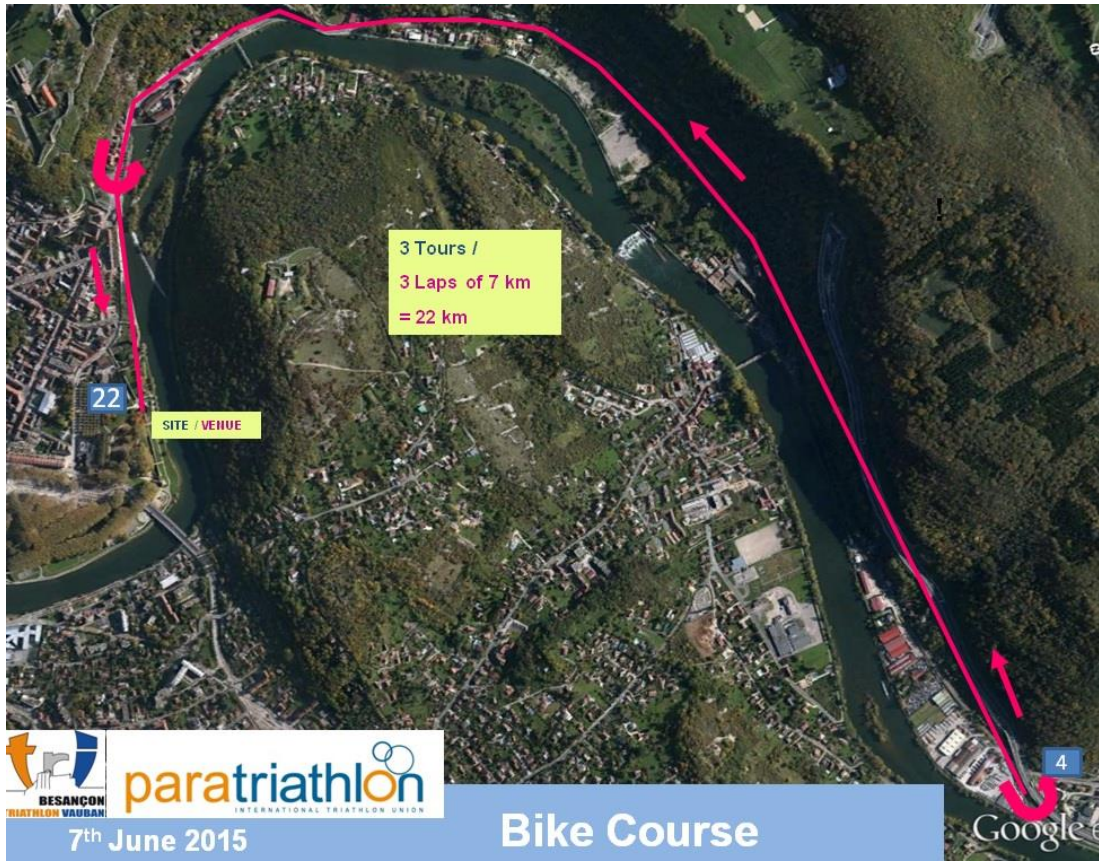 !
3 Tours /
3 Laps of 7 km
= 22 km
22
SITE / VENUE
4
tri
BESANÇON
TRIATHLON VAUBAN
paratriathlon
INTERNATIONAL TRIATHLON UNION
7th June 2015
Bike Course
Google